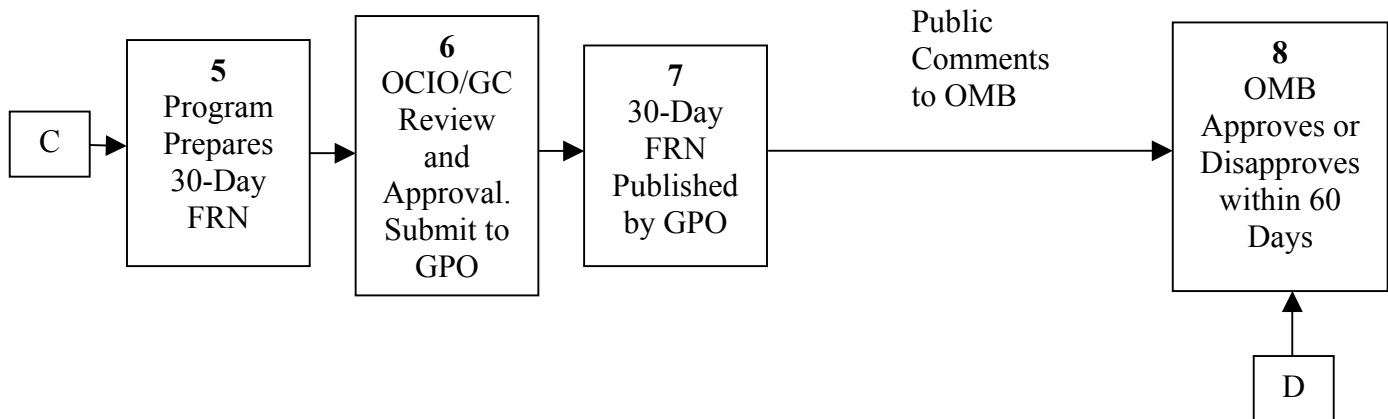 C
5
Program
Prepares
30-Day
FRN
6
OCIO/GC
Review
and
Approval.
Submit to
GPO
7
30-Day
FRN
Published
by GPO
Public
Comments
to OMB
8
OMB
Approves or
Disapproves
within 60
Days
D